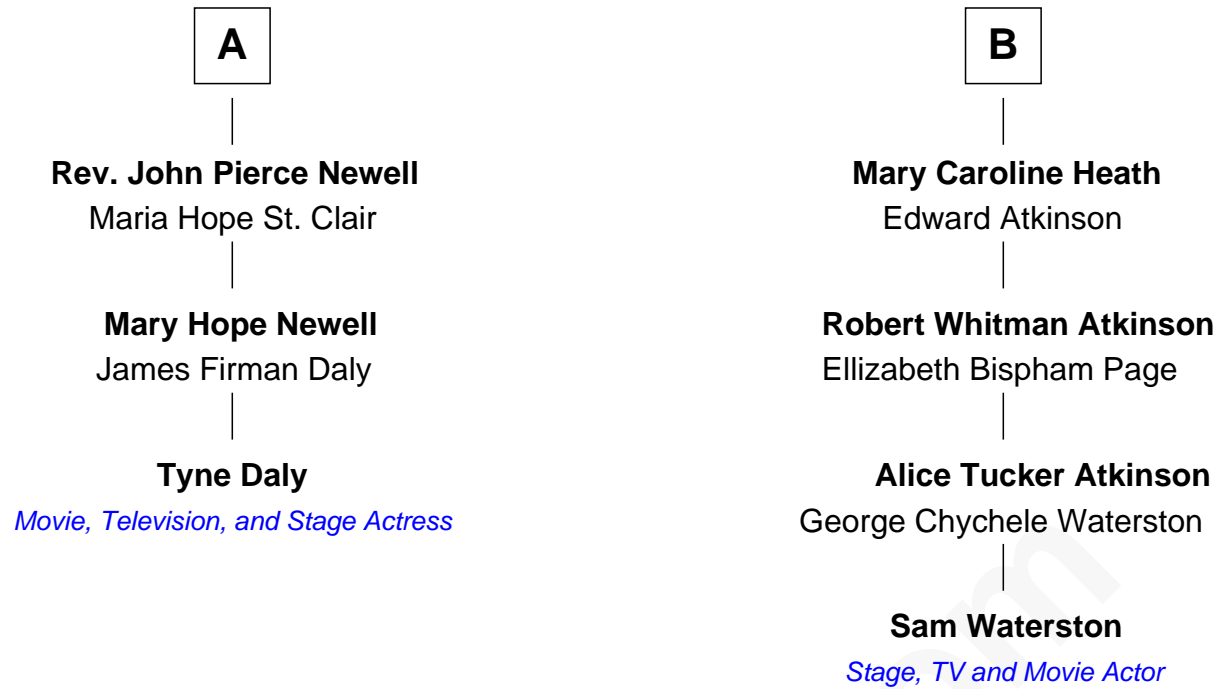 A
Rev. John Pierce Newell
Maria Hope St. Clair
Mary Hope Newell
James Firman Daly
Tyne Daly
Movie, Television, and Stage Actress
B
Mary Caroline Heath
Edward Atkinson
Robert Whitman Atkinson
Ellizabeth Bispham Page
Alice Tucker Atkinson
George Chychele Waterston
Sam Waterston
Stage, TV and Movie Actor